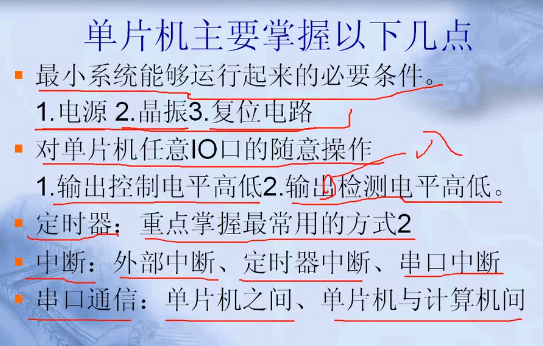 单片机主要掌握以下几点
最小系统能够运行起来的必要条件。
1.电源 2.晶振3.复位电路
对单片机任意IO口的随意操作
入
1.输出控制电平高低2.输出检测电平高低。
定时器：重点掌握最常用的方式2
中断：外部中断、定时器中断、串口中断
串口通信：单片机之间、单片机与计算机间